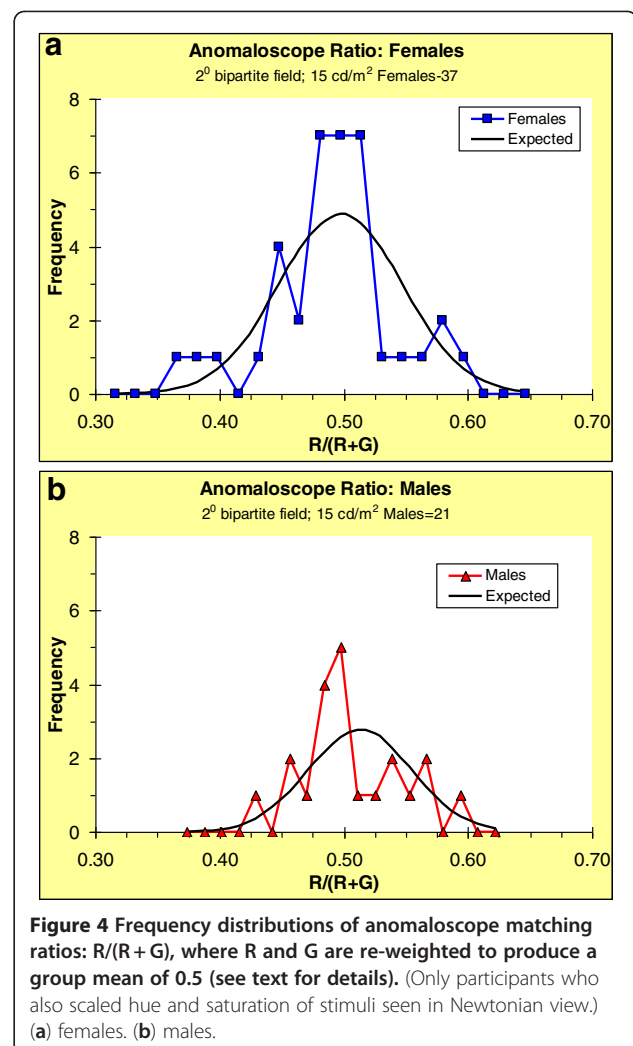 a
Anomaloscope Ratio: Females
2⁰ bipartite field; 15 cd/m² Females-37
Females
Expected
Frequency
8
6
4
2
0
0.30 0.40 0.50 0.60 0.70
R/(R+G)
b
Anomaloscope Ratio: Males
2⁰ bipartite field; 15 cd/m² Males=21
Males
Expected
Frequency
8
6
4
2
0
0.30 0.40 0.50 0.60 0.70
R/(R+G)
Figure 4 Frequency distributions of anomaloscope matching
ratios: R/(R + G), where R and G are re-weighted to produce a
group mean of 0.5 (see text for details). (Only participants who
also scaled hue and saturation of stimuli seen in Newtonian view.)
(a) females. (b) males.